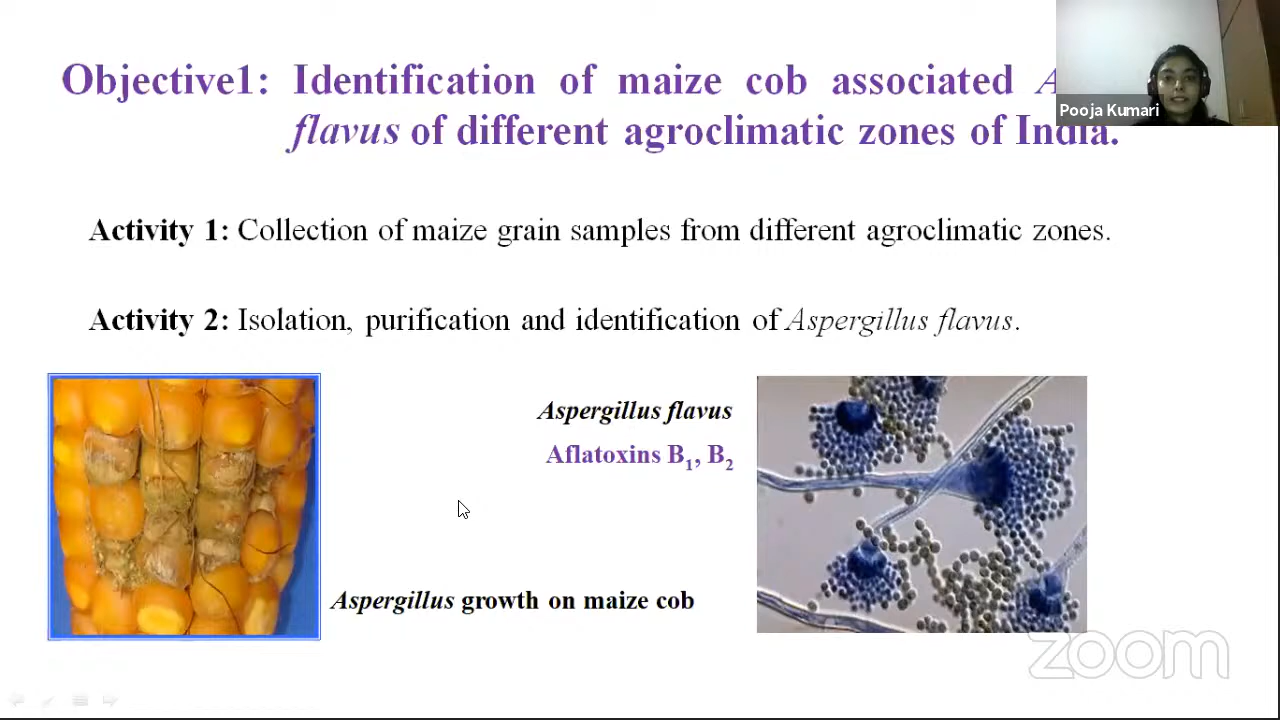 Objective1: Identification of maize cob associated A
flavus of different agroclimatic zones of India.
Pooja Kumari
Activity 1: Collection of maize grain samples from different agroclimatic zones.
Activity 2: Isolation, purification and identification of Aspergillus flavus.
Aspergillus flavus
Aflatoxins B1, B2
Aspergillus growth on maize cob
zoom